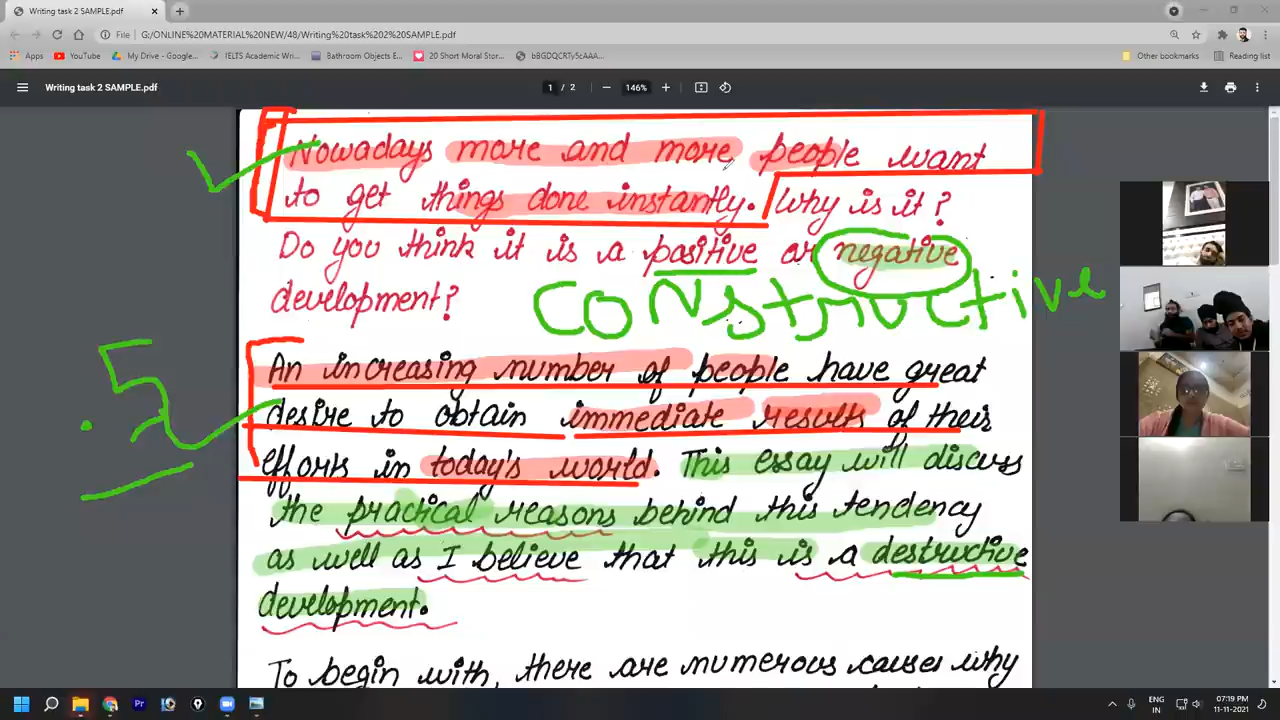 Writing task 2 SAMPLE.pdf
File
G:/ONLINE%20MATERIAL%20NEW/48/Writing%20task%202%20SAMPLE.pdf
Apps
YouTube
My Drive - Google...
IELTS Academic Wri...
Bathroom Objects E...
20 Short Moral Stor...
bBGDQCRTy5cAAA...
Other bookmarks
Reading list
Writing task 2 SAMPLE.pdf
1 / 2
146%
Nowadays more and more people want
to get things done instantly. Why is it?
Do you think it is a positive or negative
development?
CONstructive
.5
An increasing number of people have great
desire to obtain immediate results of their
efforts in today's world. This essay will discuss
the practical reasons behind this tendency
as well as I believe that this is a destructive
development.
To begin with, there are numerous causes why
ENG
IN
07:19 PM
11-11-2021